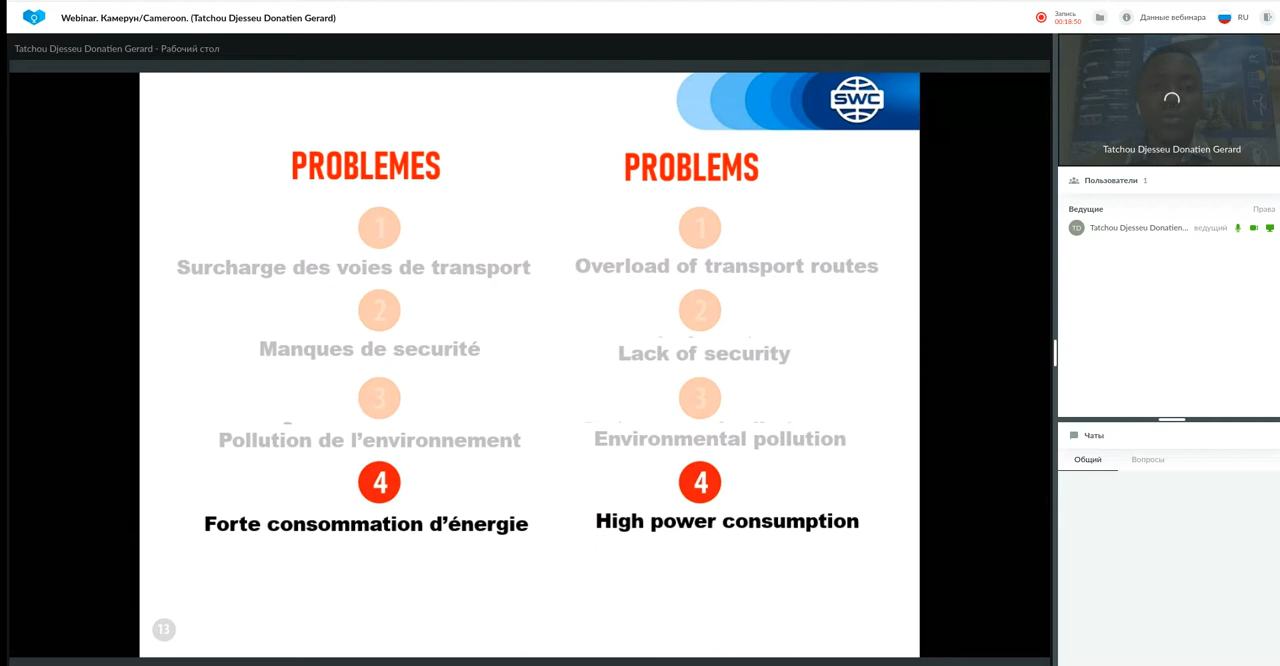 Webinar. Камерун/Cameroon. (Tatchou Djesseu Donatien Gerard)
Запись
00:18:50
Данные вебинара
RU
Tatchou Djesseu Donatien Gerard - Рабочий стол
SWC
PROBLEMES
1
Surcharge des voies de transport
2
Manques de securité
3
Pollution de l’environnement
4
Forte consommation d’énergie
PROBLEMS
1
Overload of transport routes
2
Lack of security
3
Environmental pollution
4
High power consumption
13
Tatchou Djesseu Donatien Gerard
Пользователи 1
Ведущие Права
TD Tatchou Djesseu Donatien... ведущий
Чаты
Общий Вопросы